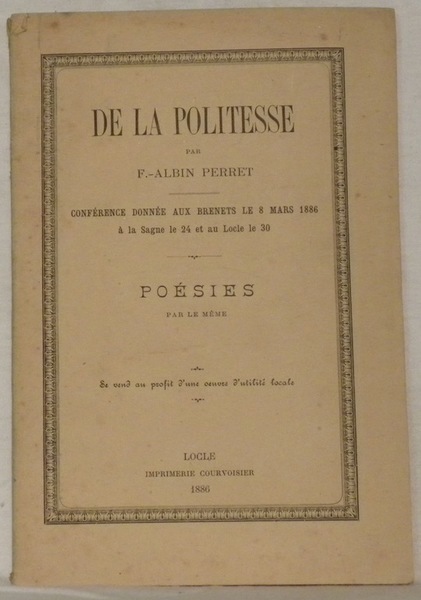 DE LA POLITESSE
PAR
F.-ALBIN PERRET
CONFÉRENCE DONNÉE AUX BRENETS LE 8 MARS 1886
à la Sagne le 24 et au Locle le 30
POÉSIES
PAR LE MÊME
Se vend au profit d'une oeuvre d'utilité locale
LOCLE
IMPRIMERIE COURVOISIER
1886